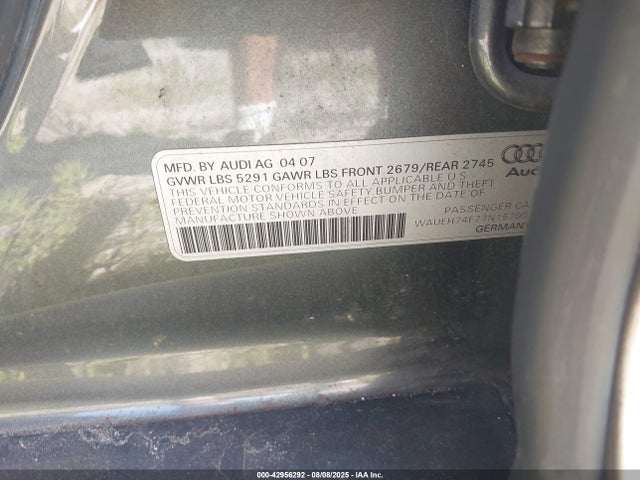 MFD. BY AUDI AG 04 07
GVWR LBS 5291 GAWR LBS FRONT 2679/REAR 2745
THIS VEHICLE CONFORMS TO ALL APPLICABLE U S
FEDERAL MOTOR VEHICLE SAFETY, BUMPER AND THEFT
PREVENTION STANDARDS IN EFFECT ON THE DATE OF
MANUFACTURE SHOWN ABOVE
Aud
PASSENGER CA
WAUEH74F77N15700
GERMAN
000-42956292 - 08/08/2025 - IAA Inc.